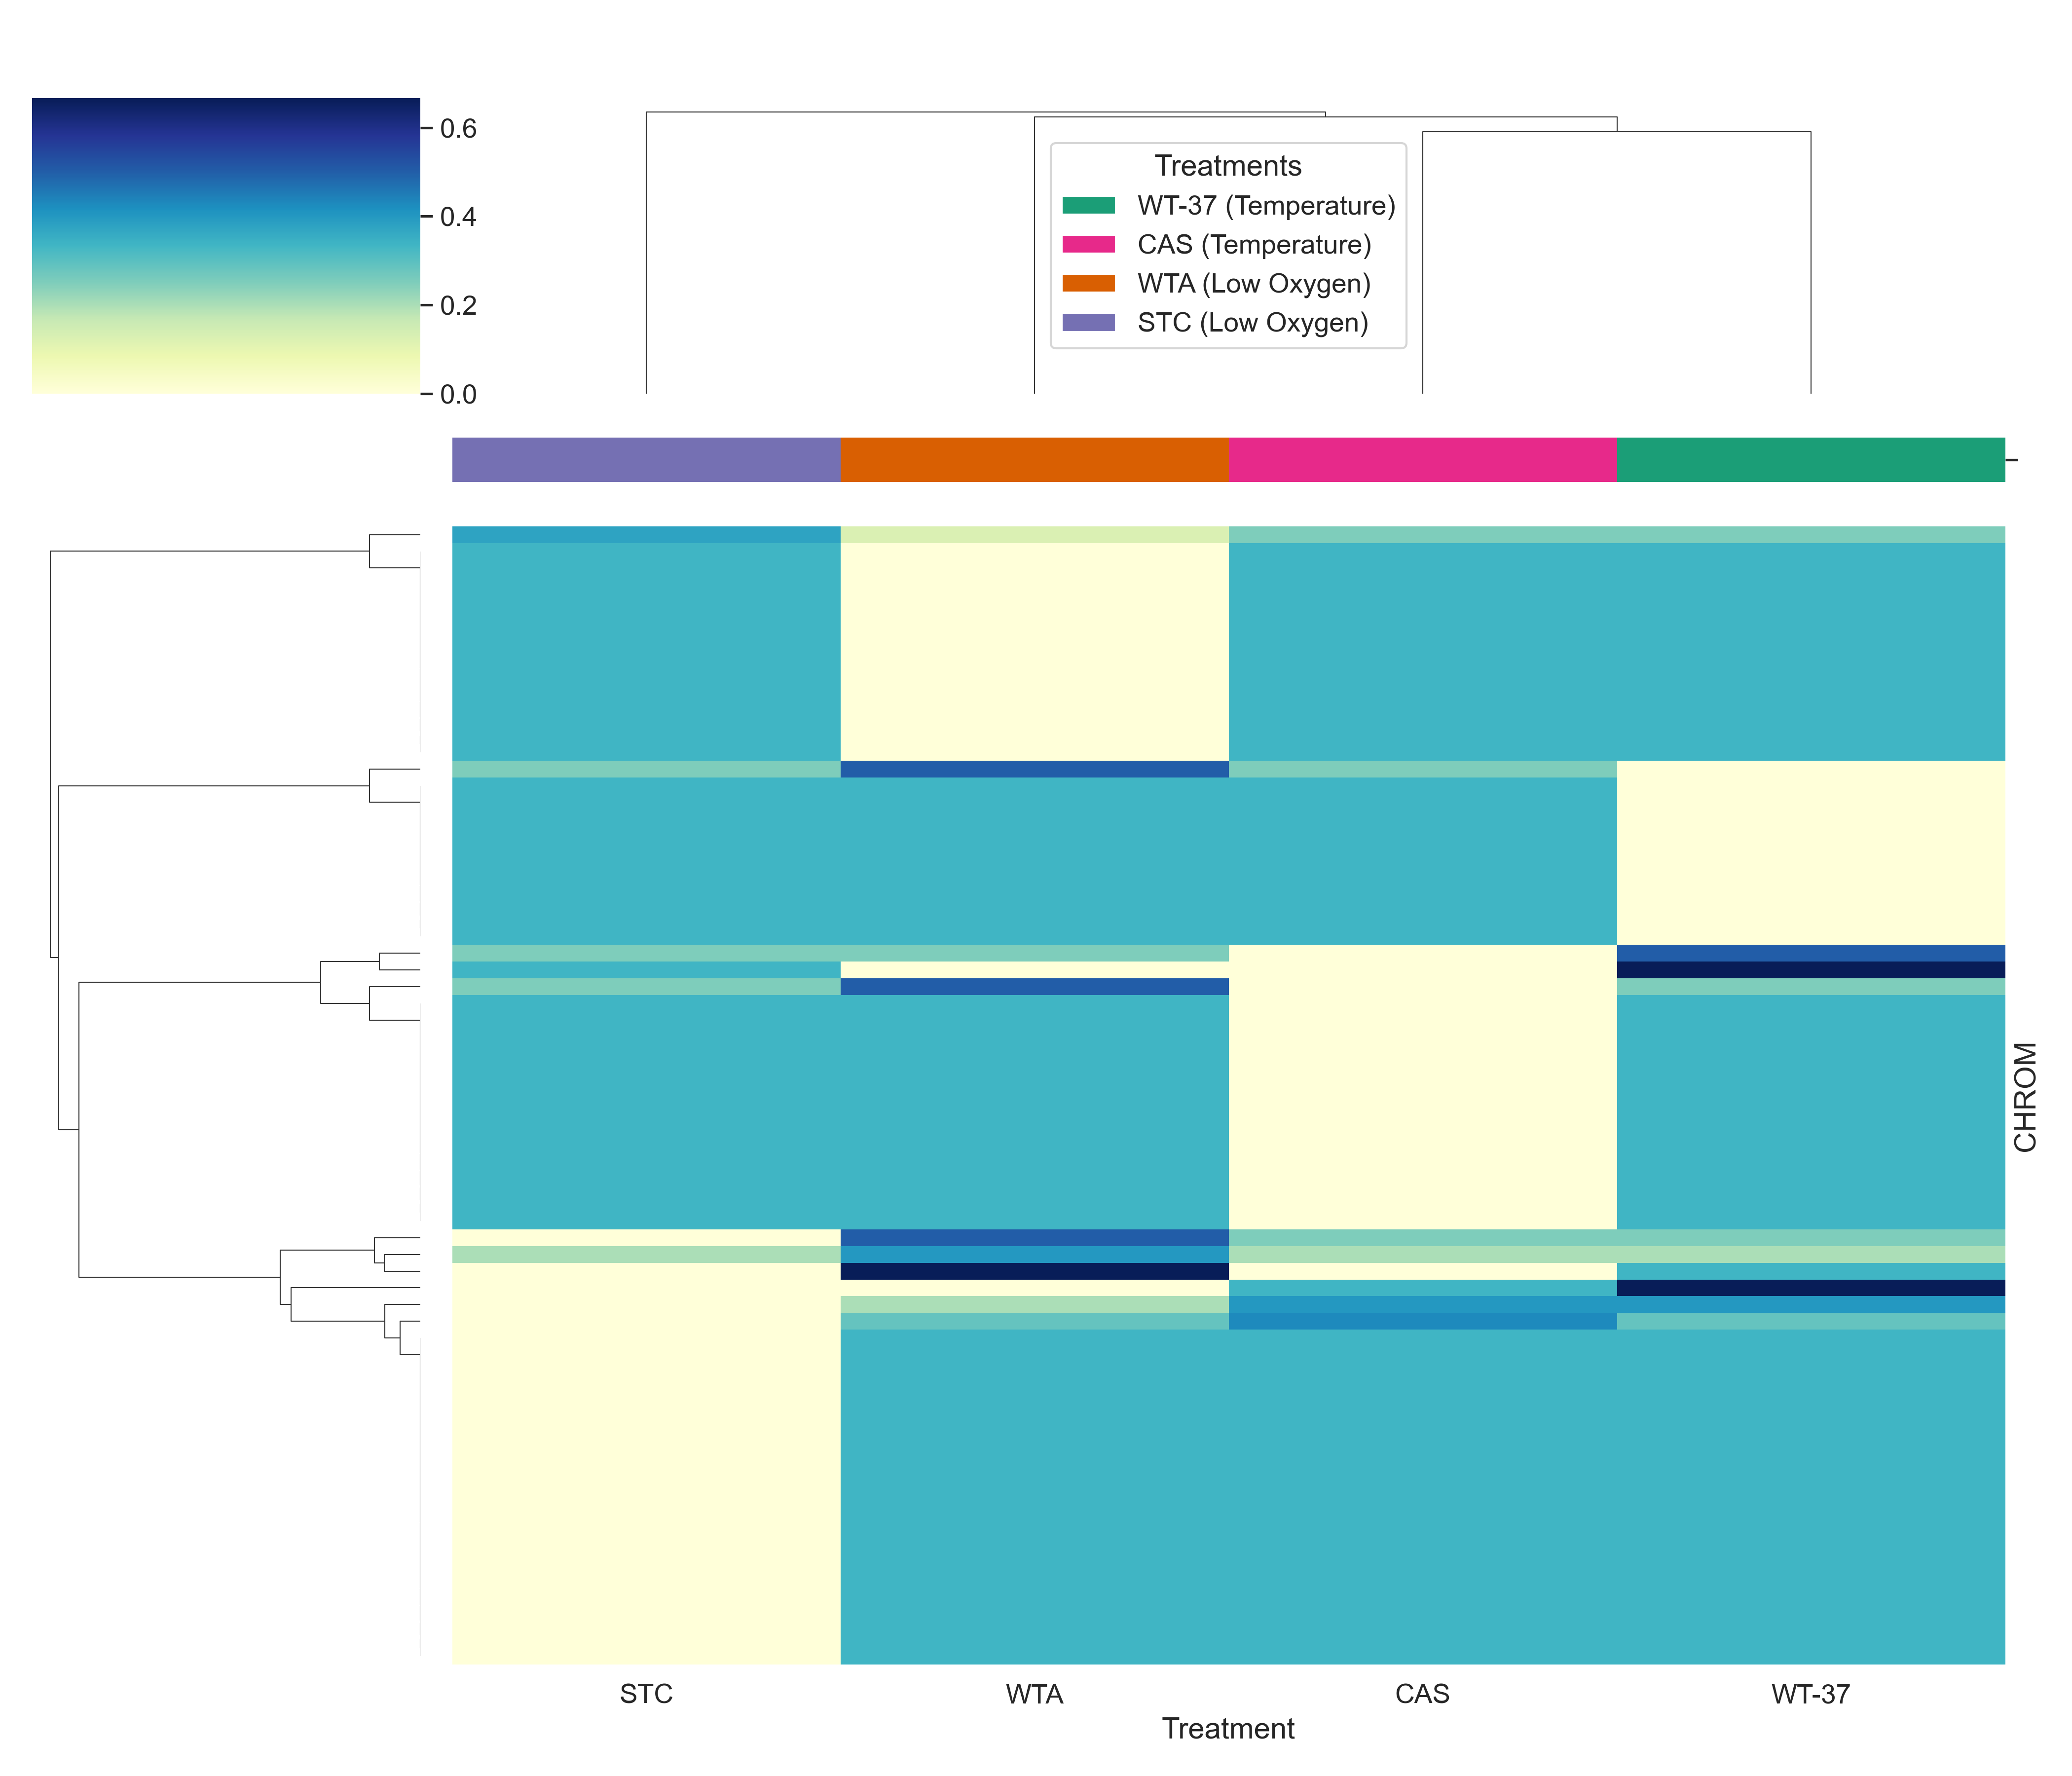 0.6
0.4
0.2
0.0
Treatments
WT-37 (Temperature)
CAS (Temperature)
WTA (Low Oxygen)
STC (Low Oxygen)
CHROM
STC
WTA
CAS
WT-37
Treatment